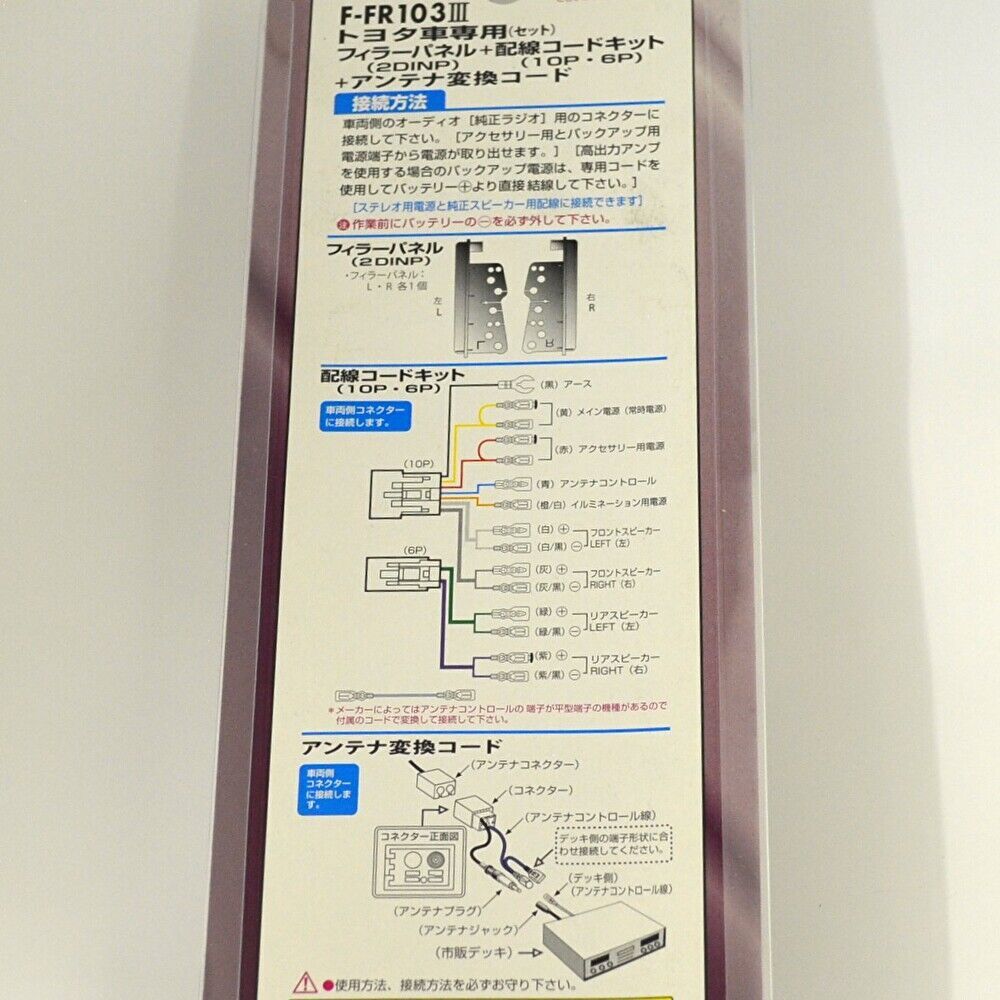 F-FR103Ⅲ
トヨタ車専用(セット)
フィラーパネル+配線コードキット
(2DINP) (10P・6P)
+アンテナ変換コード
接続方法
車両側のオーディオ[純正ラジオ]用のコネクターに
接続して下さい。[アクセサリー用とバックアップ用
電源端子から電源が取り出せます。][高出力アンプ
を使用する場合のバックアップ電源は、専用コードを
使用してバッテリー⊕より直接結線して下さい。]
[ステレオ用電源と純正スピーカー用配線に接続できます]
注作業前にバッテリーの⊖を必ず外して下さい。
フィラーパネル
(2DINP)
・フィラーパネル:
L・R 各1個
左
L
右
R
L
R
配線コードキット
(10P・6P)
車両側コネクター
に接続します。
(黒)アース
(黄)メイン電源(常時電源)
(赤)アクセサリー用電源
(10P)
(青)アンテナコントロール
(橙/白)イルミネーション用電源
(白)⊕
(白/黒)⊖
フロントスピーカー
LEFT(左)
(6P)
(灰)⊕
(灰/黒)⊖
フロントスピーカー
RIGHT(右)
(緑)⊕
(緑/黒)⊖
リアスピーカー
LEFT(左)
(紫)⊕
(紫/黒)⊖
リアスピーカー
RIGHT(右)
*メーカーによってはアンテナコントロールの端子が平型端子の機種があるので
付属のコードで変換して接続して下さい。
アンテナ変換コード
車両側
コネクター
に接続しま
す。
(アンテナコネクター)
(コネクター)
(アンテナコントロール線)
コネクター正面図
デッキ側の端子形状に合
わせ接続してください。
(デッキ側)
(アンテナコントロール線)
(アンテナプラグ)
(アンテナジャック)
(市販デッキ)
●使用方法、接続方法を必ずお守り下さい。